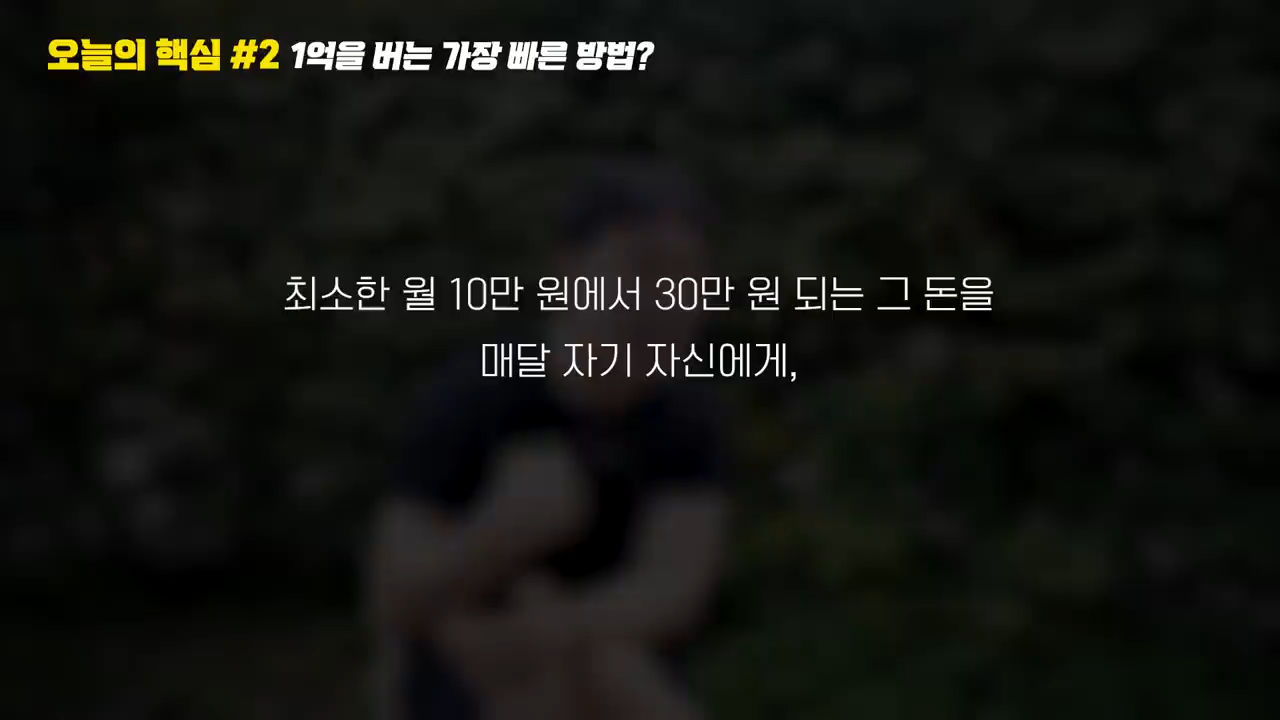 오늘의 핵심 #2 1억을 버는 가장 빠른 방법?
최소한 월 10만 원에서 30만 원 되는 그 돈을
매달 자기 자신에게,